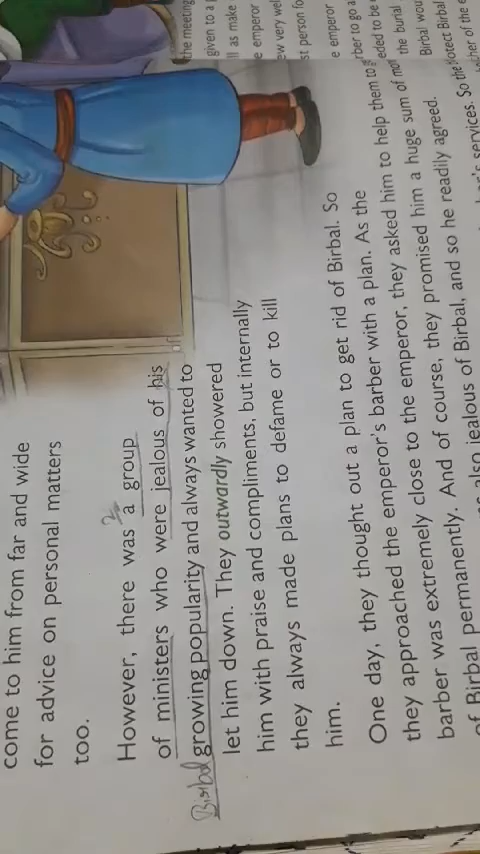 come to him from far and wide
for advice on personal matters
too.
However, there was a group
of ministers who were jealous of his
Birbal growing popularity and always wanted to
let him down. They outwardly showered
him with praise and compliments, but internally
they always made plans to defame or to kill
him.
One day, they thought out a plan to get rid of Birbal. So
they approached the emperor's barber with a plan. As the
barber was extremely close to the emperor, they asked him to help them to
of Birbal permanently. And of course, they promised him a huge sum of
also jealous of Birbal, and so he readily agreed.
services. So the
the meeting
given to a
as make
e emperor
ew very wel
st person fo
e emperor
rber to go a
eded to be
the burial
Birbal wou
otect Birbal